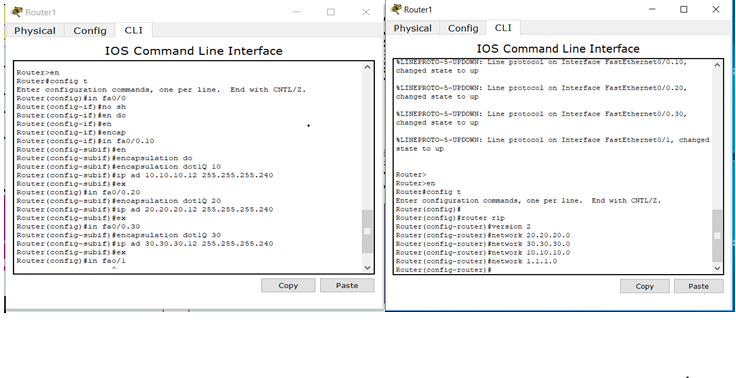 Router1
Physical Config CLI
IOS Command Line Interface
Router>en
Router#config t
Enter configuration commands, one per line.  End with CNTL/Z.
Router(config)#in fa0/0
Router(config-if)#no sh
Router(config-if)#en do
Router(config-if)#en
Router(config-if)#encap
Router(config-if)#in fa0/0.10
Router(config-subif)#en
Router(config-subif)#encapsulation do
Router(config-subif)#encapsulation dot1Q 10
Router(config-subif)#ip ad 10.10.10.12 255.255.255.240
Router(config-subif)#ex
Router(config)#in fa0/0.20
Router(config-subif)#encapsulation dot1Q 20
Router(config-subif)#ip ad 20.20.20.12 255.255.255.240
Router(config-subif)#ex
Router(config)#in fa0/0.30
Router(config-subif)#encapsulation dot1Q 30
Router(config-subif)#ip ad 30.30.30.12 255.255.255.240
Router(config-subif)#ex
Router(config)#in fao/1
^
Copy Paste
Router1
Physical Config CLI
IOS Command Line Interface
%LINEPROTO-5-UPDOWN: Line protocol on Interface FastEthernet0/0.10,
changed state to up
%LINEPROTO-5-UPDOWN: Line protocol on Interface FastEthernet0/0.20,
changed state to up
%LINEPROTO-5-UPDOWN: Line protocol on Interface FastEthernet0/0.30,
changed state to up
%LINEPROTO-5-UPDOWN: Line protocol on Interface FastEthernet0/1, changed
state to up
Router>
Router>en
Router#config t
Enter configuration commands, one per line.  End with CNTL/Z.
Router(config)#
Router(config)#router rip
Router(config-router)#version 2
Router(config-router)#network 20.20.20.0
Router(config-router)#network 30.30.30.0
Router(config-router)#network 10.10.10.0
Router(config-router)#network 1.1.1.0
Router(config-router)#
Copy Paste